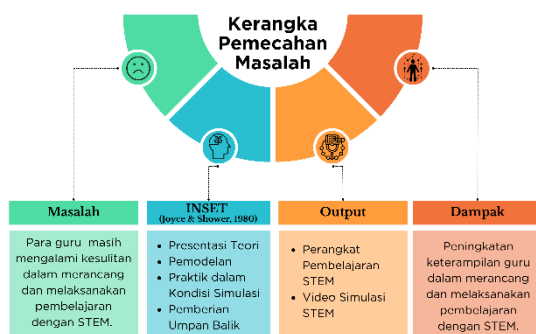 Kerangka
Pemecahan
Masalah
Masalah
Para guru masih
mengalami kesulitan
dalam merancang
dan melaksanakan
pembelajaran
dengan STEM.
INSET
(Joyce & Shower, 1980)
• Presentasi Teori
• Pemodelan
• Praktik dalam
Kondisi Simulasi
• Pemberian
Umpan Balik
Output
• Perangkat
Pembelajaran
STEM
• Video Simulasi
STEM
Dampak
Peningkatan
keterampilan guru
dalam merancang
dan melaksanakan
pembelajaran
dengan STEM.